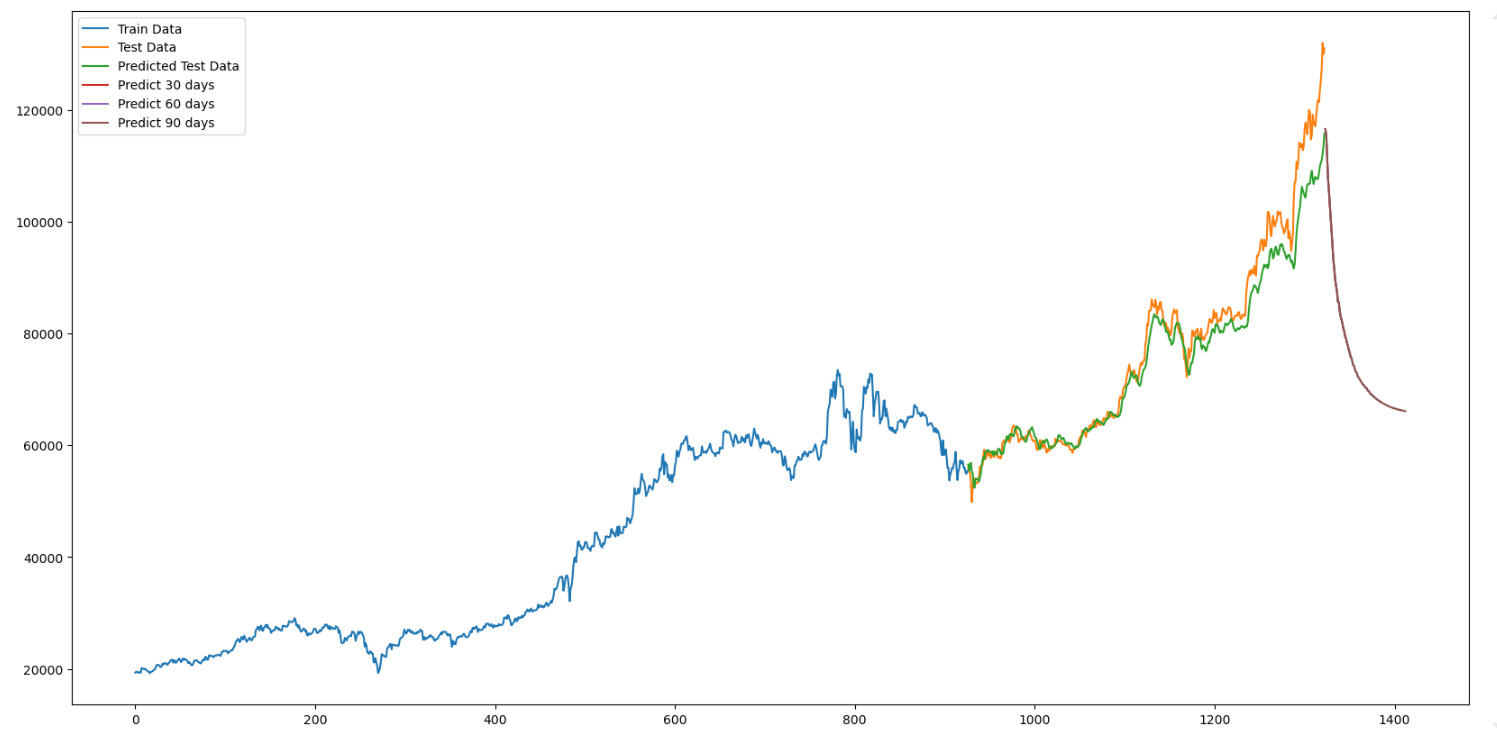 Train Data
Test Data
Predicted Test Data
Predict 30 days
Predict 60 days
Predict 90 days
120000
100000
80000
60000
40000
20000
0 200 400 600 800 1000 1200 1400